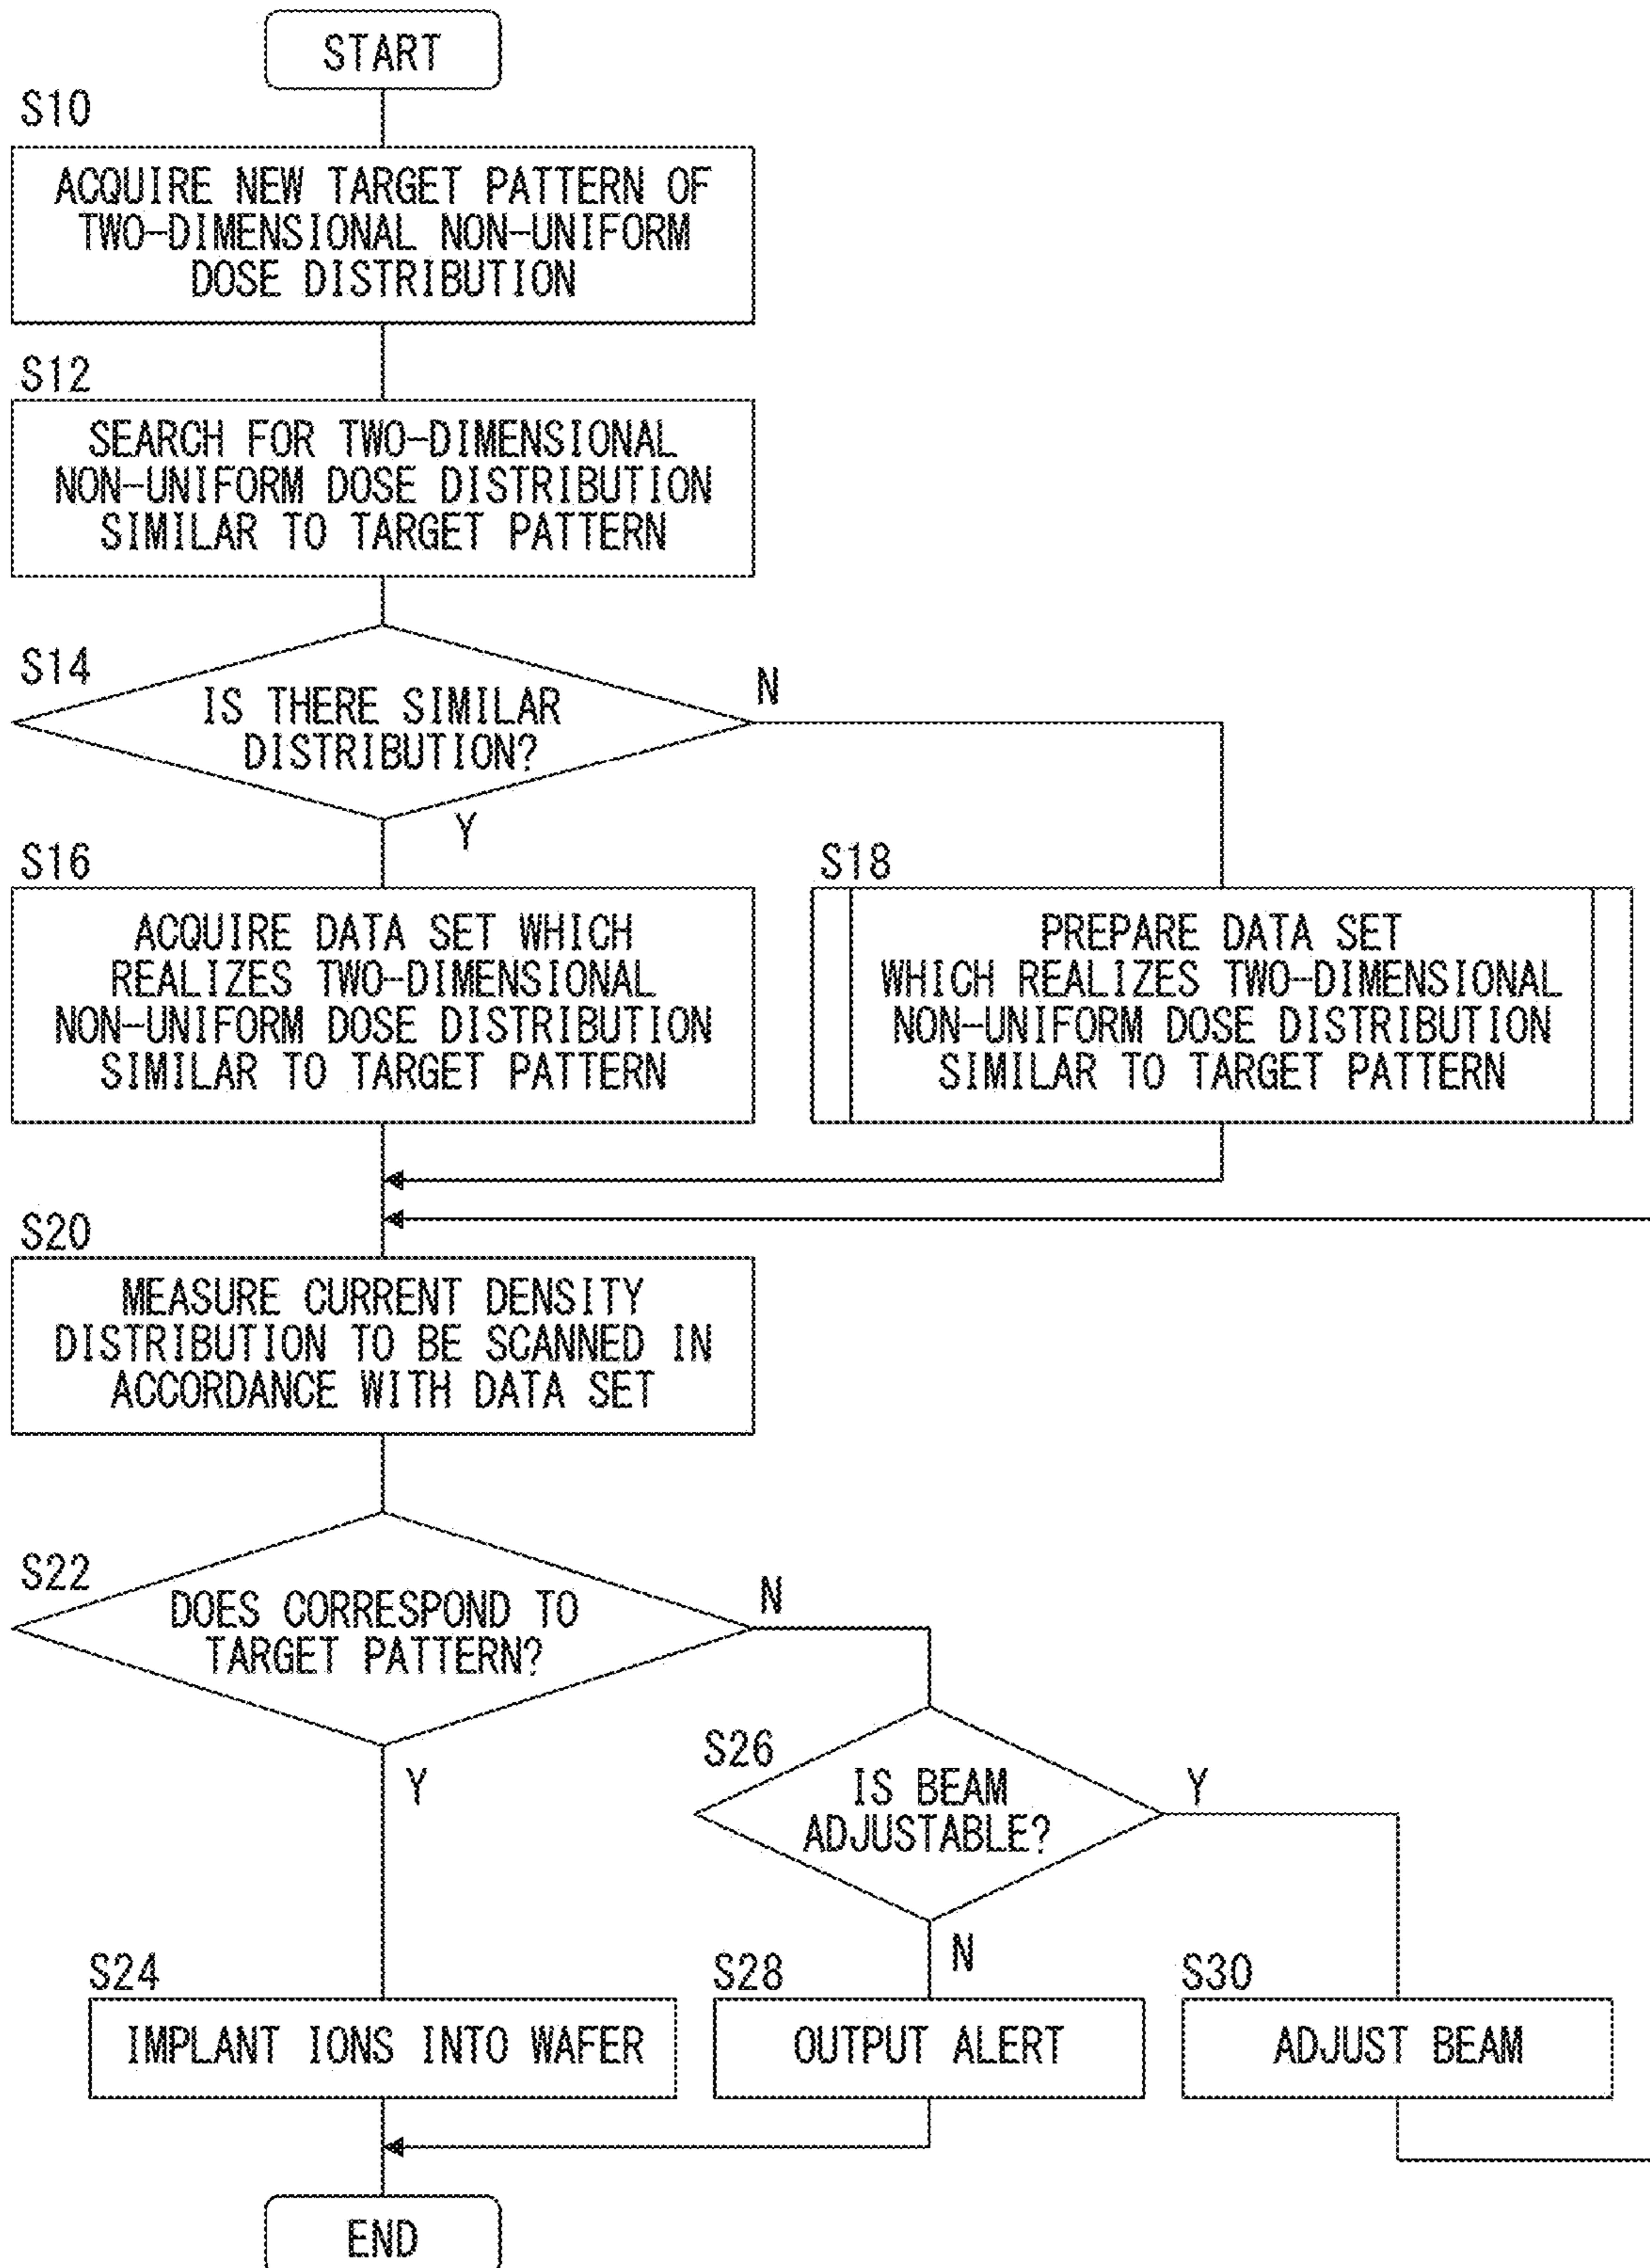 START
S10
ACQUIRE NEW TARGET PATTERN OF
TWO-DIMENSIONAL NON-UNIFORM
DOSE DISTRIBUTION
S12
SEARCH FOR TWO-DIMENSIONAL
NON-UNIFORM DOSE DISTRIBUTION
SIMILAR TO TARGET PATTERN
S14
IS THERE SIMILAR
DISTRIBUTION?
N
Y
S16
ACQUIRE DATA SET WHICH
REALIZES TWO-DIMENSIONAL
NON-UNIFORM DOSE DISTRIBUTION
SIMILAR TO TARGET PATTERN
S18
PREPARE DATA SET
WHICH REALIZES TWO-DIMENSIONAL
NON-UNIFORM DOSE DISTRIBUTION
SIMILAR TO TARGET PATTERN
S20
MEASURE CURRENT DENSITY
DISTRIBUTION TO BE SCANNED IN
ACCORDANCE WITH DATA SET
S22
DOES CORRESPOND TO
TARGET PATTERN?
N
Y
S26
IS BEAM
ADJUSTABLE?
Y
N
S24
IMPLANT IONS INTO WAFER
S28
OUTPUT ALERT
S30
ADJUST BEAM
END